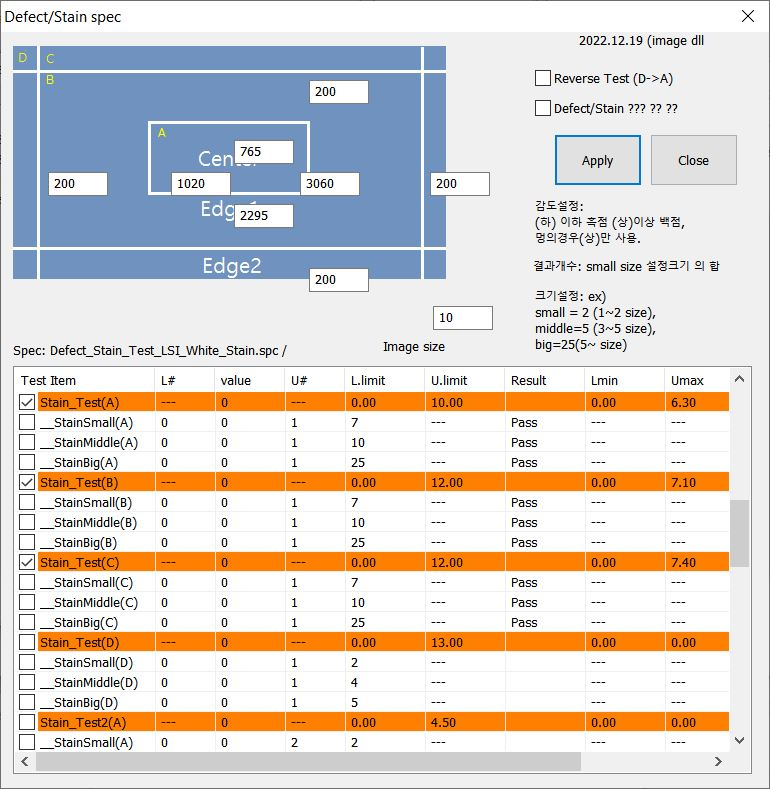 Defect/Stain spec
2022.12.19 (image dll
D C
B
200
Reverse Test (D->A)
Defect/Stain ??? ?? ??
A
765
Center
200 1020 3060 200
Apply Close
Edge1
2295
감도설정:
(하) 이하 흑점 (상)이상 백점,
멍의경우(상)만 사용.
Edge2
200
결과개수: small size 설정크기 의 합
크기설정: ex)
small = 2 (1~2 size),
middle=5 (3~5 size),
big=25(5~ size)
10
Image size
Spec: Defect_Stain_Test_LSI_White_Stain.spc /
Test Item L# value U# L.limit U.limit Result Lmin Umax
Stain_Test(A) --- 0 --- 0.00 10.00 0.00 6.30
__StainSmall(A) 0 0 1 7 --- Pass --- ---
__StainMiddle(A) 0 0 1 10 --- Pass --- ---
__StainBig(A) 0 0 1 25 --- Pass --- ---
Stain_Test(B) --- 0 --- 0.00 12.00 0.00 7.10
__StainSmall(B) 0 0 1 7 --- Pass --- ---
__StainMiddle(B) 0 0 1 10 --- Pass --- ---
__StainBig(B) 0 0 1 25 --- Pass --- ---
Stain_Test(C) --- 0 --- 0.00 12.00 0.00 7.40
__StainSmall(C) 0 0 1 7 --- Pass --- ---
__StainMiddle(C) 0 0 1 10 --- Pass --- ---
__StainBig(C) 0 0 1 25 --- Pass --- ---
Stain_Test(D) --- 0 --- 0.00 13.00 0.00 0.00
__StainSmall(D) 0 0 1 2 --- --- ---
__StainMiddle(D) 0 0 1 4 --- --- ---
__StainBig(D) 0 0 1 5 --- --- ---
Stain_Test2(A) --- 0 --- 0.00 4.50 0.00 0.00
__StainSmall(A) 0 0 2 2 --- --- ---